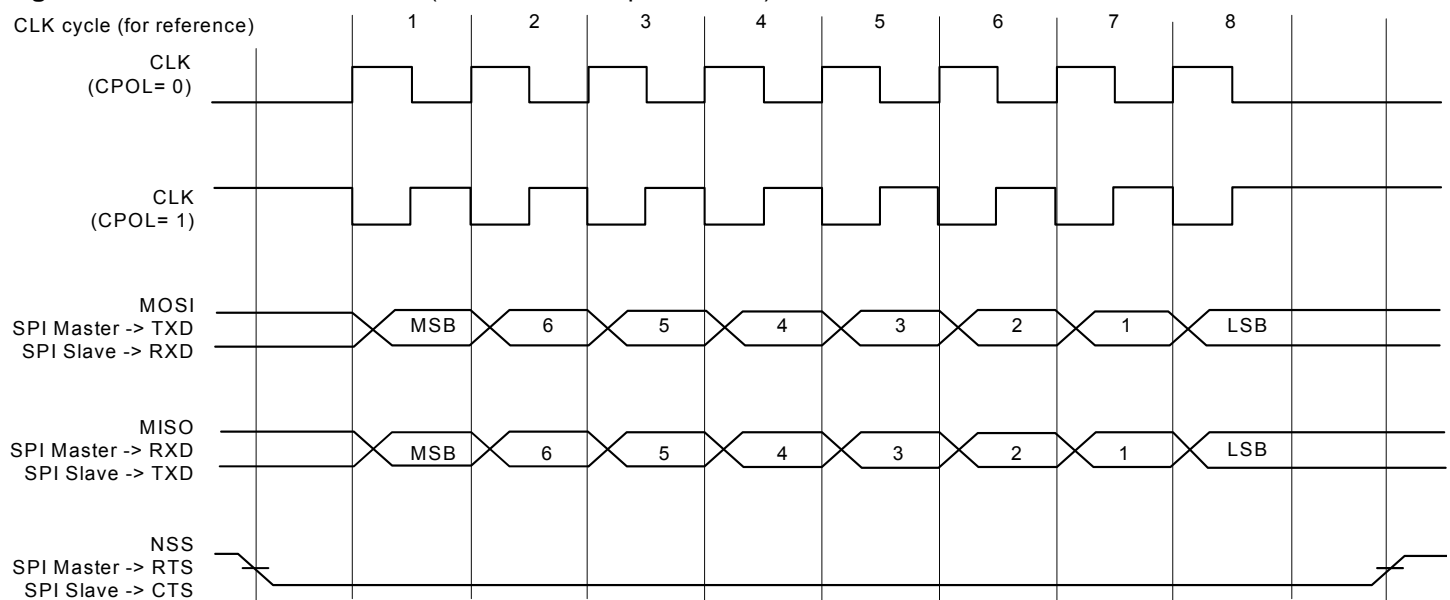 CLK cycle (for reference) 1 2 3 4 5 6 7 8
CLK
(CPOL= 0)
CLK
(CPOL= 1)
MOSI
SPI Master -> TXD
SPI Slave -> RXD
MSB 6 5 4 3 2 1 LSB
MISO
SPI Master -> RXD
SPI Slave -> TXD
MSB 6 5 4 3 2 1 LSB
NSS
SPI Master -> RTS
SPI Slave -> CTS